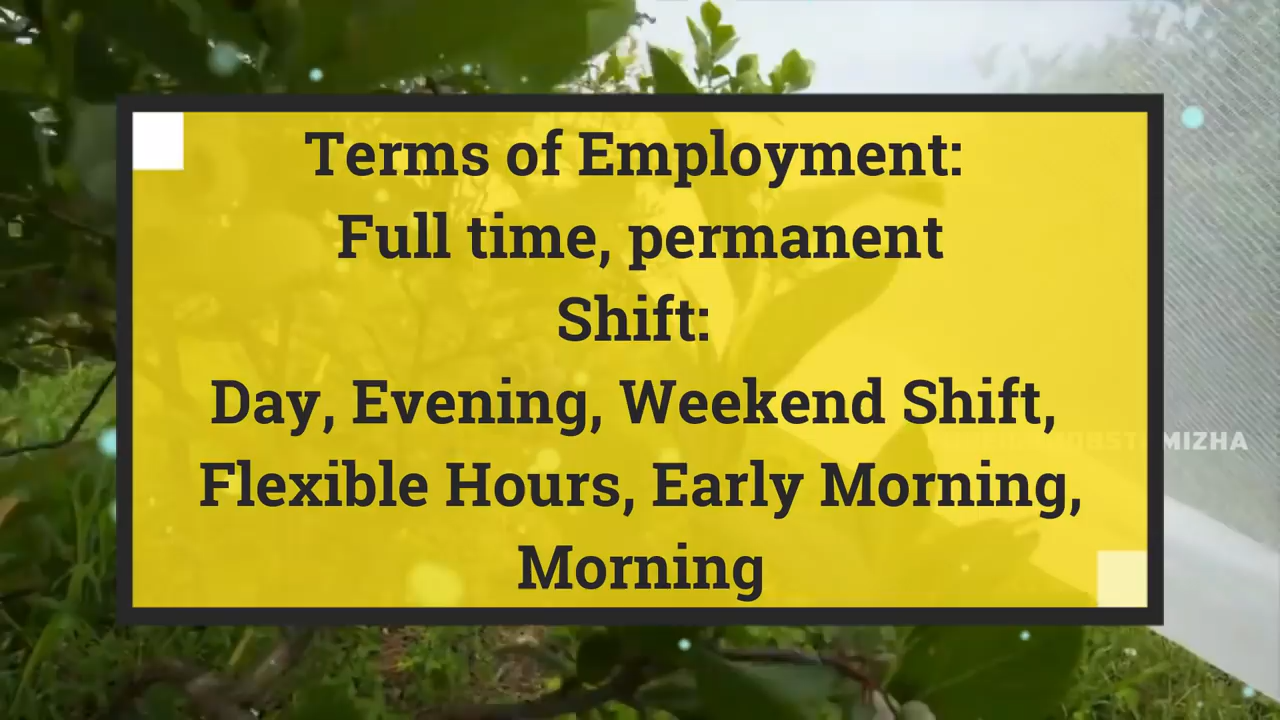 Terms of Employment:
Full time, permanent
Shift:
Day, Evening, Weekend Shift,
Flexible Hours, Early Morning,
Morning